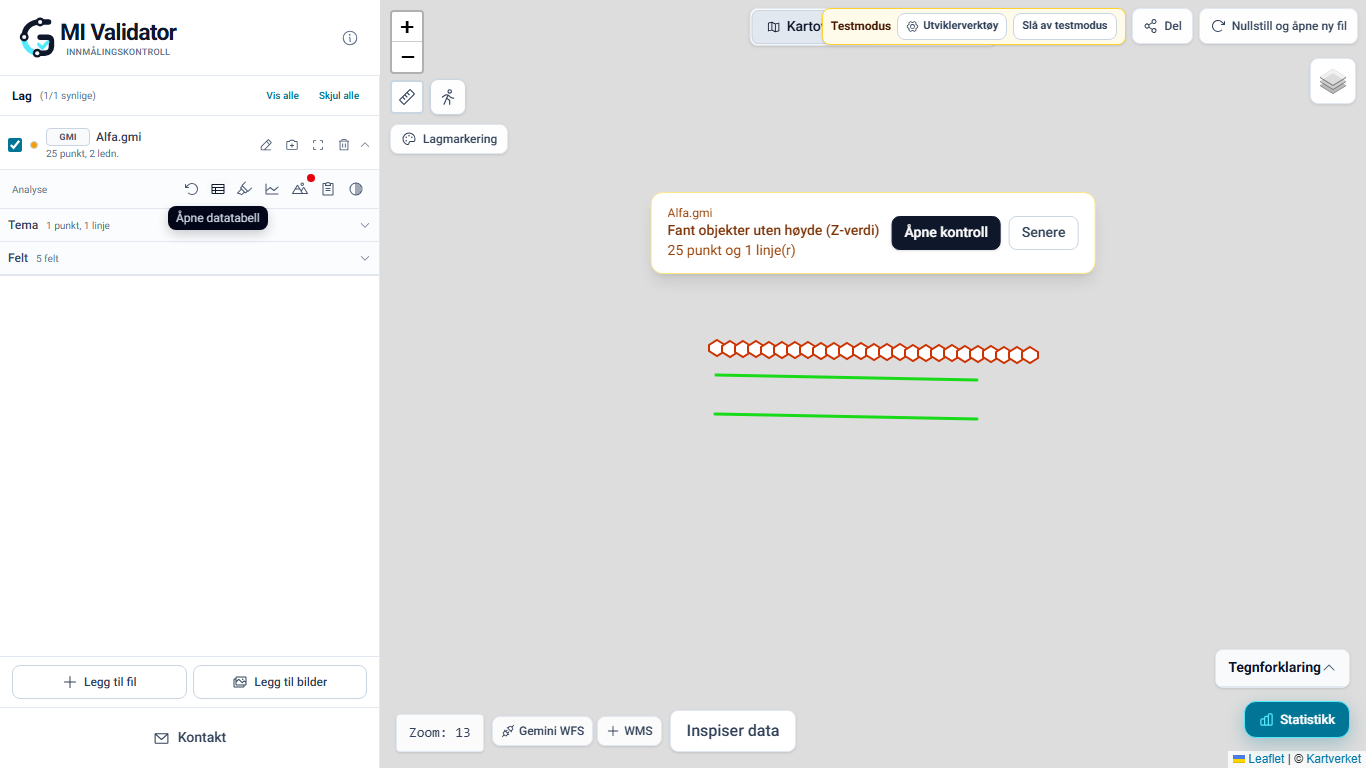 MI Validator
INNMÅLINGSKONTROLL
Lag (1/1 synlige) Vis alle Skjul alle
GMI Alfa.gmi
25 punkt, 2 ledn.
Analyse
Åpne datatabell
Tema 1 punkt, 1 linje
Felt 5 felt
Legg til fil Legg til bilder
Kontakt
+
−
Testmodus Utviklerverktøy Slå av testmodus Del Nullstill og åpne ny fil
Lagmarkering
Alfa.gmi
Fant objekter uten høyde (Z-verdi)
25 punkt og 1 linje(r)
Åpne kontroll Senere
Tegnforklaring
Statistikk
Zoom: 13 Gemini WFS WMS Inspiser data
Leaflet | © Kartverket